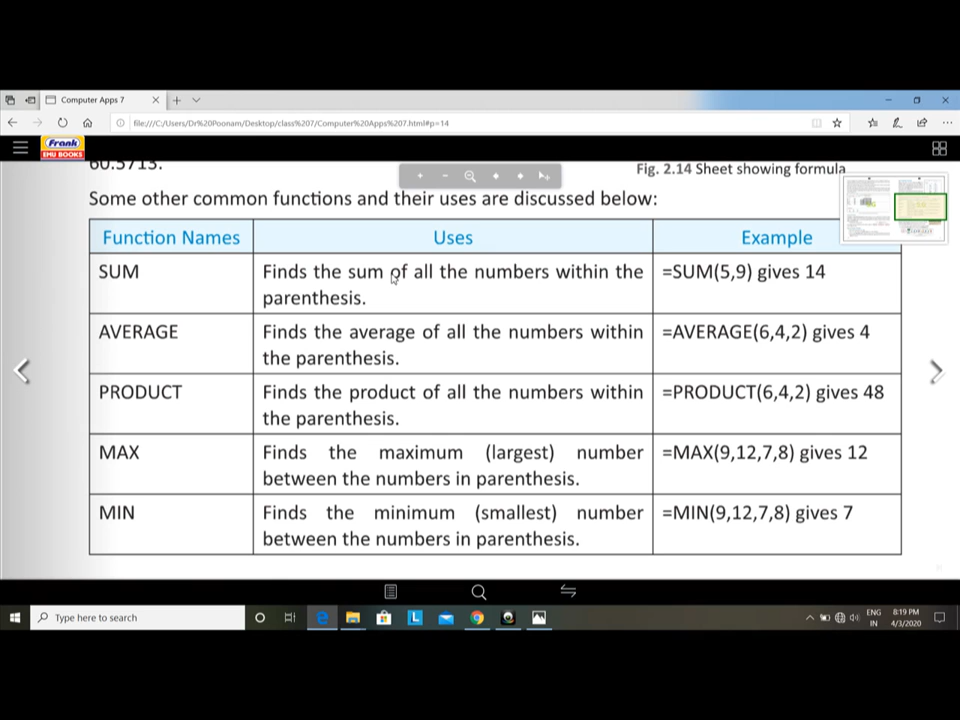 Computer Apps 7
file:///C:/Users/Dr%20Poonam/Desktop/class%207/Computer%20Apps%207.html#p=14
Frank
EMU BOOKS
60.5713.
Fig. 2.14 Sheet showing formula
Some other common functions and their uses are discussed below:
Function Names Uses Example
SUM Finds the sum of all the numbers within the =SUM(5,9) gives 14
parenthesis.
AVERAGE Finds the average of all the numbers within =AVERAGE(6,4,2) gives 4
the parenthesis.
PRODUCT Finds the product of all the numbers within =PRODUCT(6,4,2) gives 48
the parenthesis.
MAX Finds the maximum (largest) number =MAX(9,12,7,8) gives 12
between the numbers in parenthesis.
MIN Finds the minimum (smallest) number =MIN(9,12,7,8) gives 7
between the numbers in parenthesis.
Type here to search
ENG 8:19 PM
IN 4/3/2020